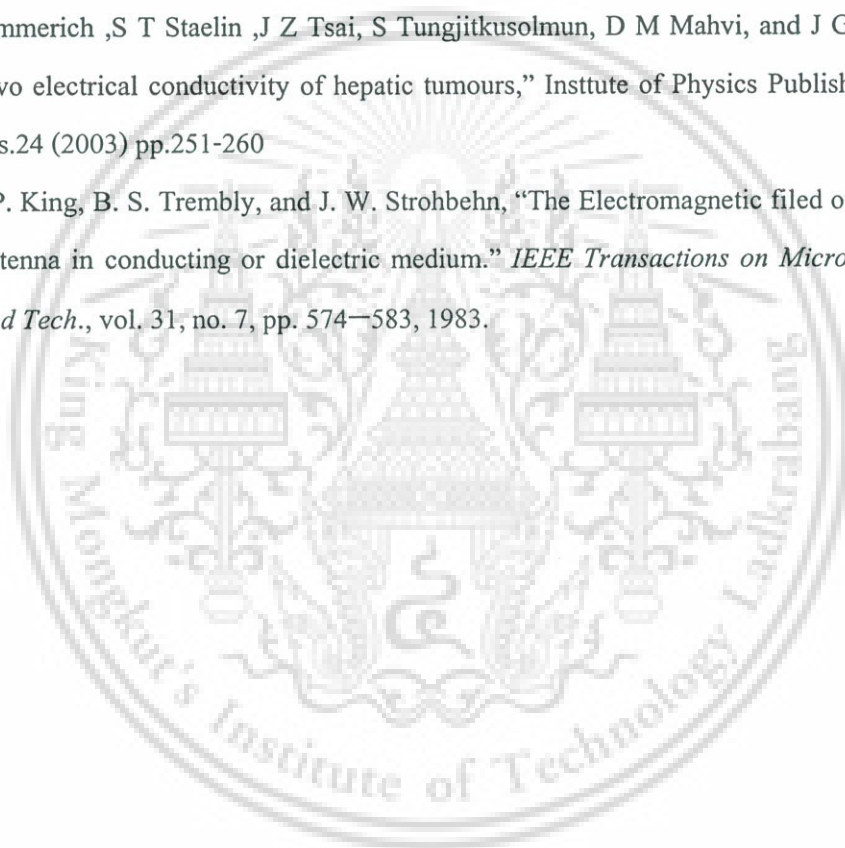 mmerich ,S T Staelin ,J Z Tsai, S Tungjitkusolmun, D M Mahvi, and J G
vo electrical conductivity of hepatic tumours,” Insttute of Physics Publish
s.24 (2003) pp.251-260
P. King, B. S. Trembly, and J. W. Strohbehn, “The Electromagnetic filed o
tenna in conducting or dielectric medium.” IEEE Transactions on Micro
d Tech., vol. 31, no. 7, pp. 574—583, 1983.
King Mongkut's Institute of Technology Ladkrabang